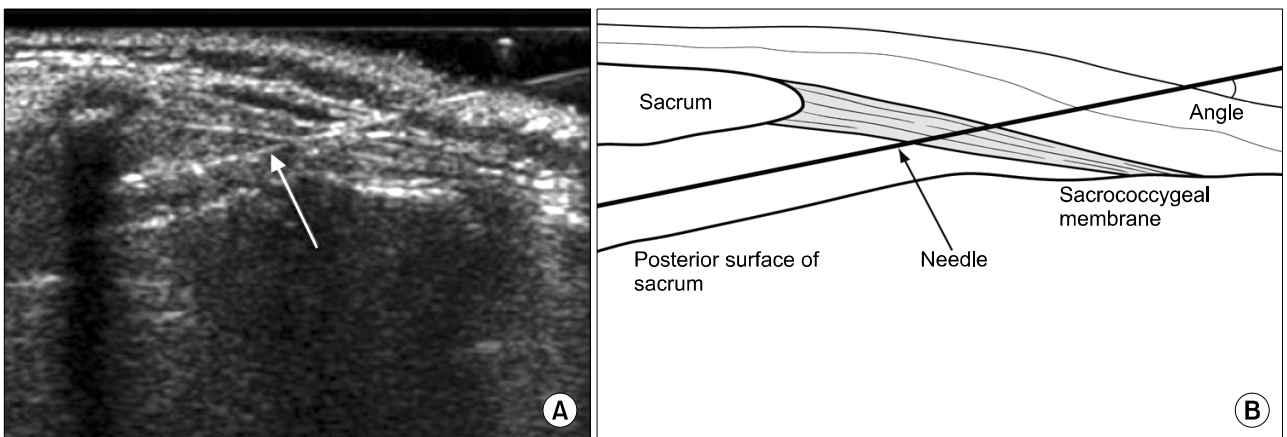 Sacrum
Angle
Sacrococcygeal
membrane
Needle
Posterior surface of
sacrum
A
B